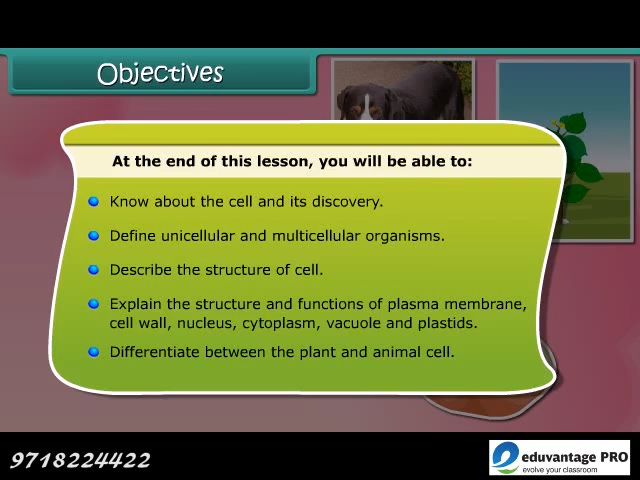 Objectives
At the end of this lesson, you will be able to:
Know about the cell and its discovery.
Define unicellular and multicellular organisms.
Describe the structure of cell.
Explain the structure and functions of plasma membrane,
cell wall, nucleus, cytoplasm, vacuole and plastids.
Differentiate between the plant and animal cell.
9718224422
eduvantage PRO
evolve your classroom